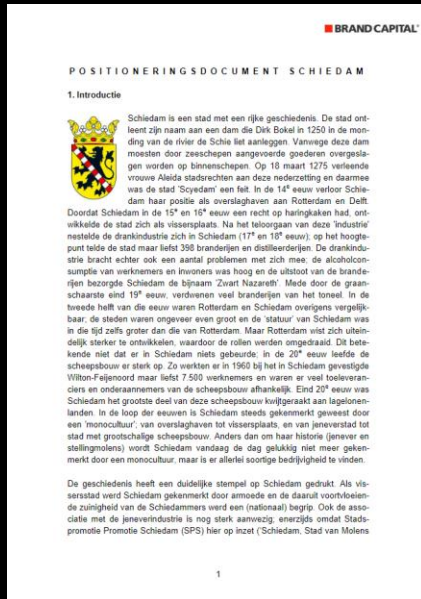 BRAND CAPITAL
POSITIONERINGSDOCUMENT SCHIEDAM
1. Introductie
Schiedam is een stad met een rijke geschiedenis. De stad ont-
leent zijn naam aan een dam die Dirk Bokel in 1250 in de mon-
ding van de rivier de Schie liet aanleggen. Vanwege deze dam
moesten door zeeschepen aangevoerde goederen overgesla-
gen worden op binnenschepen. Op 18 maart 1275 verleende
vrouwe Aleida stadsrechten aan deze nederzetting en daarmee
was de stad 'Scyedam' een feit. In de 14e eeuw verloor Schie-
dam haar positie als overslaghaven aan Rotterdam en Delft.
Doordat Schiedam in de 15e en 16e eeuw een recht op haringkaken had, ont-
wikkelde de stad zich als vissersplaats. Na het teloorgaan van deze 'industrie'
nestelde de drankindustrie zich in Schiedam (17e en 18e eeuw); op het hoogte-
punt telde de stad maar liefst 398 branderijen en distilleerderijen. De drankindu-
strie bracht echter ook een aantal problemen met zich mee: de alcoholcon-
sumptie van werknemers en inwoners was hoog en de uitstoot van de brande-
rijen bezorgde Schiedam de bijnaam 'Zwart Nazareth'. Mede door de graan-
schaarste eind 19e eeuw, verdwenen veel branderijen van het toneel. In de
tweede helft van die eeuw waren Rotterdam en Schiedam overigens vergelijk-
baar; de steden waren ongeveer even groot en de 'statuur' van Schiedam was
in die tijd zelfs groter dan die van Rotterdam. Maar Rotterdam wist zich uitein-
delijk sterker te ontwikkelen, waardoor de rollen werden omgedraaid. Dit bete-
kende niet dat er in Schiedam niets gebeurde; in de 20e eeuw leefde de
scheepsbouw er sterk op. Zo werkten er in 1960 bij het in Schiedam gevestigde
Wilton-Feijenoord maar liefst 7.500 werknemers en waren er veel toeleveran-
ciers en onderaannemers van de scheepsbouw afhankelijk. Eind 20e eeuw was
Schiedam het grootste deel van deze scheepsbouw kwijtgeraakt aan lagelonen-
landen. In de loop der eeuwen is Schiedam steeds gekenmerkt geweest door
een 'monocultuur'; van overslaghaven tot vissersplaats, en van jeneverstad tot
stad met grootschalige scheepsbouw. Anders dan om haar historie (jenever en
stellingmolens) wordt Schiedam vandaag de dag gelukkig niet meer geken-
merkt door een monocultuur, maar is er allerlei soortige bedrijvigheid te vinden.
De geschiedenis heeft een duidelijke stempel op Schiedam gedrukt. Als vis-
sersstad werd Schiedam gekenmerkt door armoede en de daaruit voortvloeien-
de zuinigheid van de Schiedammers werd een (nationaal) begrip. Ook de asso-
ciatie met de jeneverindustrie is nog sterk aanwezig; enerzijds omdat Stads-
promotie Promotie Schiedam (SPS) hier op inzet ('Schiedam, Stad van Molens
1